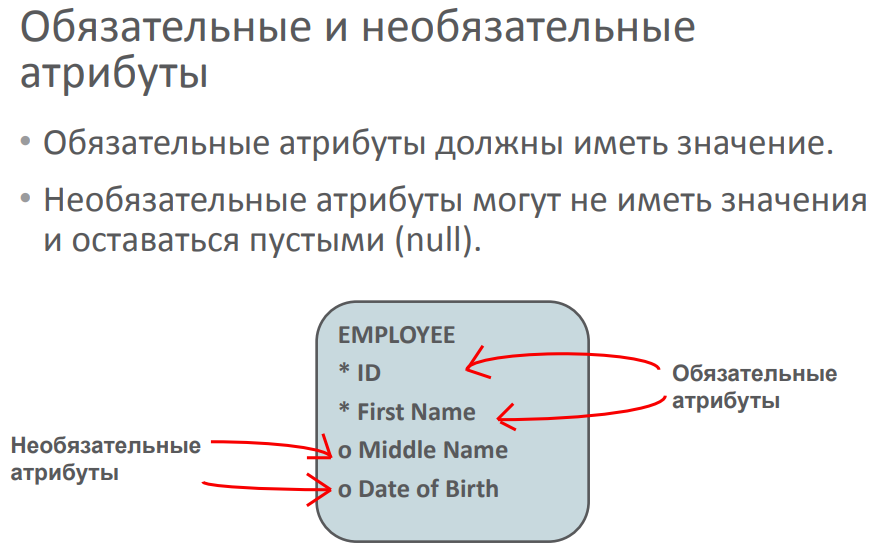 Обязательные и необязательные
атрибуты
• Обязательные атрибуты должны иметь значение.
• Необязательные атрибуты могут не иметь значения
и оставаться пустыми (null).
EMPLOYEE
* ID
* First Name
o Middle Name
o Date of Birth
Обязательные
атрибуты
Необязательные
атрибуты